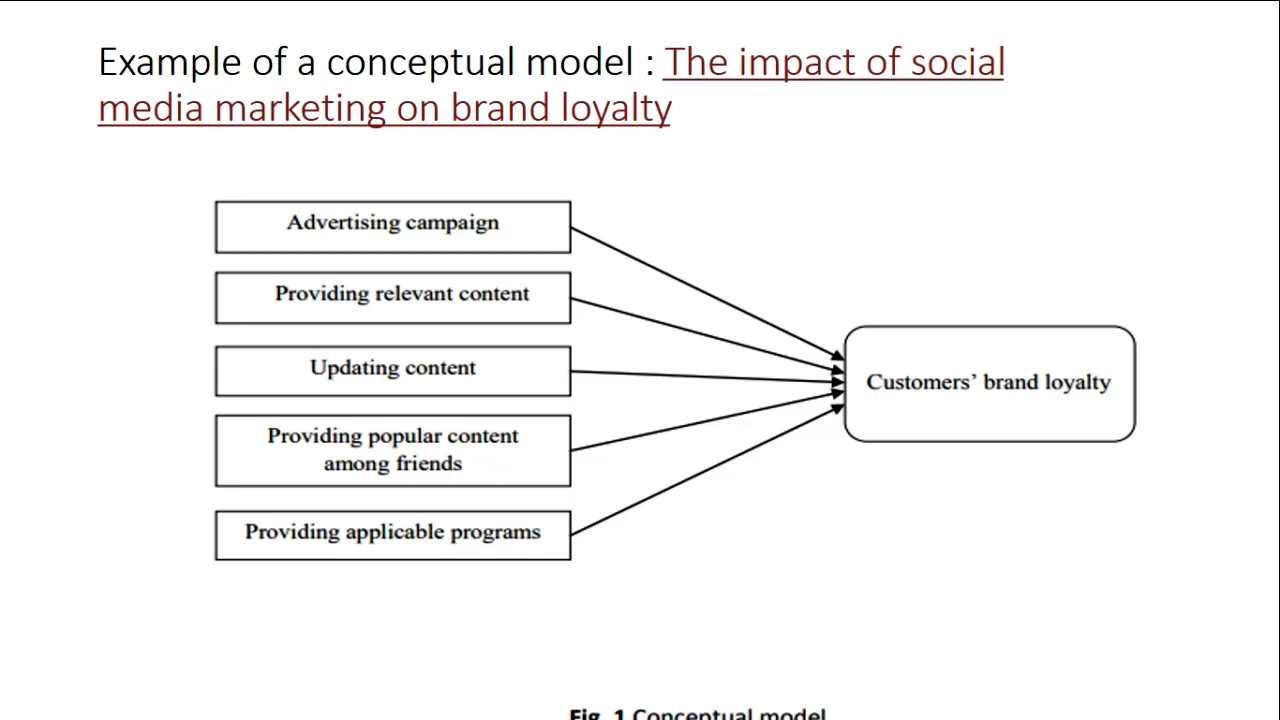 Example of a conceptual model : The impact of social
media marketing on brand loyalty
Advertising campaign
Providing relevant content
Updating content
Providing popular content
among friends
Providing applicable programs
Customers’ brand loyalty
Fig. 1 Conceptual model